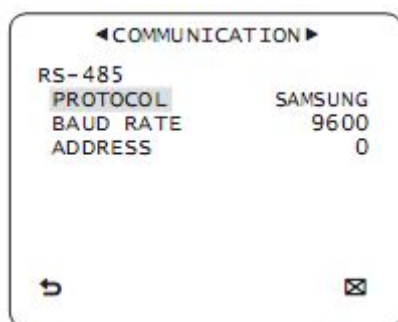 ◄COMMUNICATION►
RS-485
PROTOCOL SAMSUNG
BAUD RATE 9600
ADDRESS 0